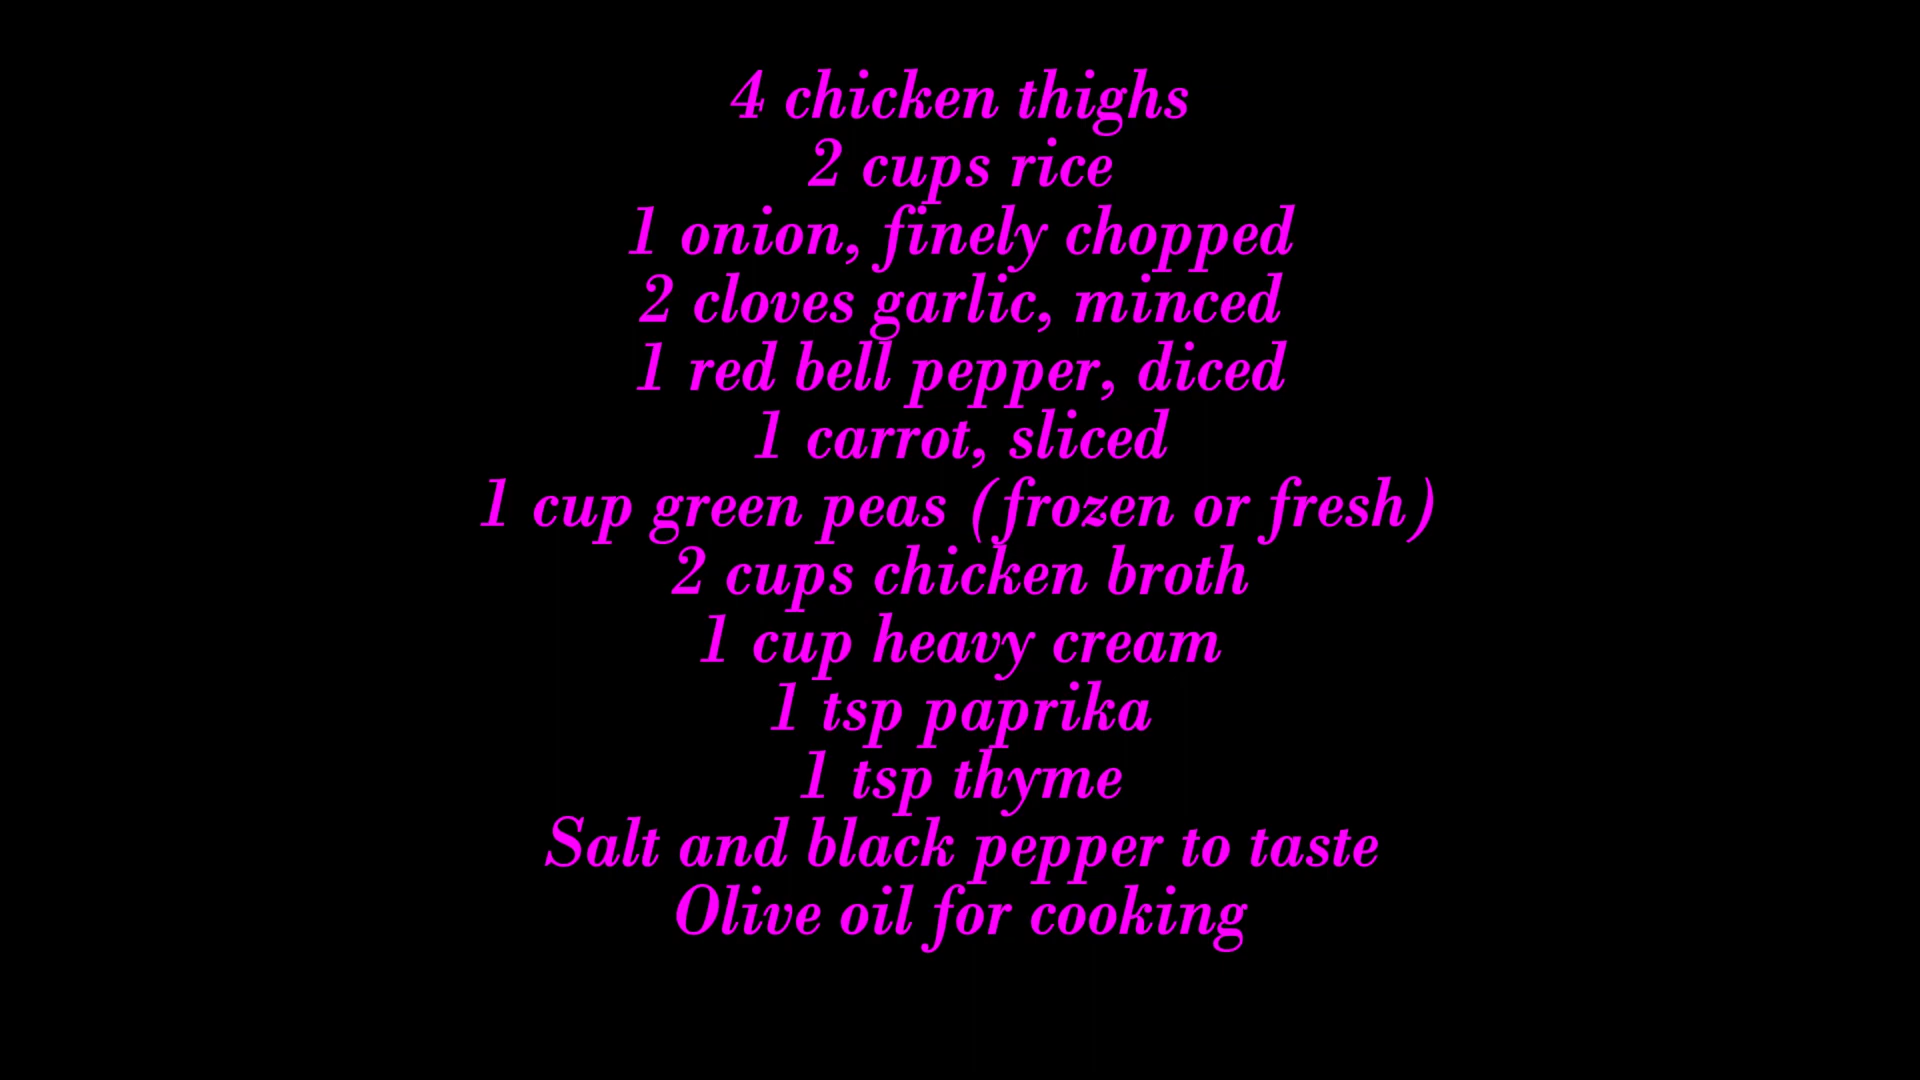 4 chicken thighs
2 cups rice
1 onion, finely chopped
2 cloves garlic, minced
1 red bell pepper, diced
1 carrot, sliced
1 cup green peas (frozen or fresh)
2 cups chicken broth
1 cup heavy cream
1 tsp paprika
1 tsp thyme
Salt and black pepper to taste
Olive oil for cooking